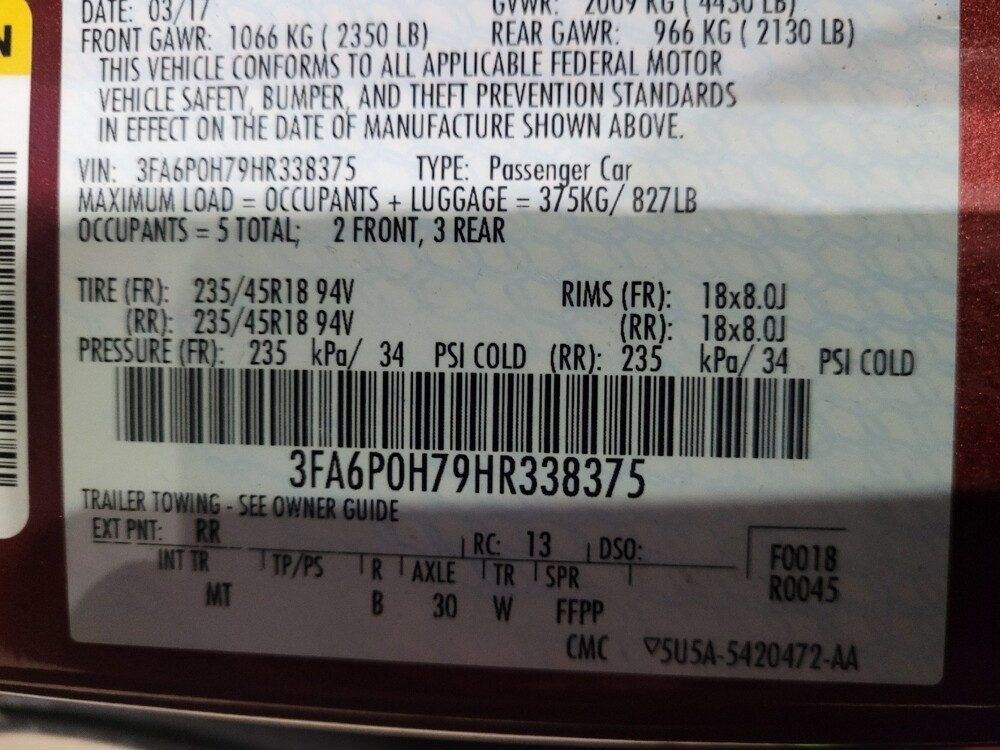 N
DATE: 03/17 GVWR: 2009 KG ( 4430 LB)
FRONT GAWR: 1066 KG ( 2350 LB) REAR GAWR: 966 KG ( 2130 LB)
THIS VEHICLE CONFORMS TO ALL APPLICABLE FEDERAL MOTOR
VEHICLE SAFETY, BUMPER, AND THEFT PREVENTION STANDARDS
IN EFFECT ON THE DATE OF MANUFACTURE SHOWN ABOVE.
VIN: 3FA6P0H79HR338375 TYPE: Passenger Car
MAXIMUM LOAD = OCCUPANTS + LUGGAGE = 375KG/ 827LB
OCCUPANTS = 5 TOTAL; 2 FRONT, 3 REAR
TIRE (FR): 235/45R18 94V RIMS (FR): 18x8.0J
(RR): 235/45R18 94V (RR): 18x8.0J
PRESSURE (FR): 235 kPa/ 34 PSI COLD (RR): 235 kPa/ 34 PSI COLD
3FA6P0H79HR338375
TRAILER TOWING - SEE OWNER GUIDE
EXT PNT: RR RC: 13 DSO: F0018
INT TR TP/PS R AXLE TR SPR R0045
MT B 30 W FFPP
CMC ▽5U5A-5420472-AA